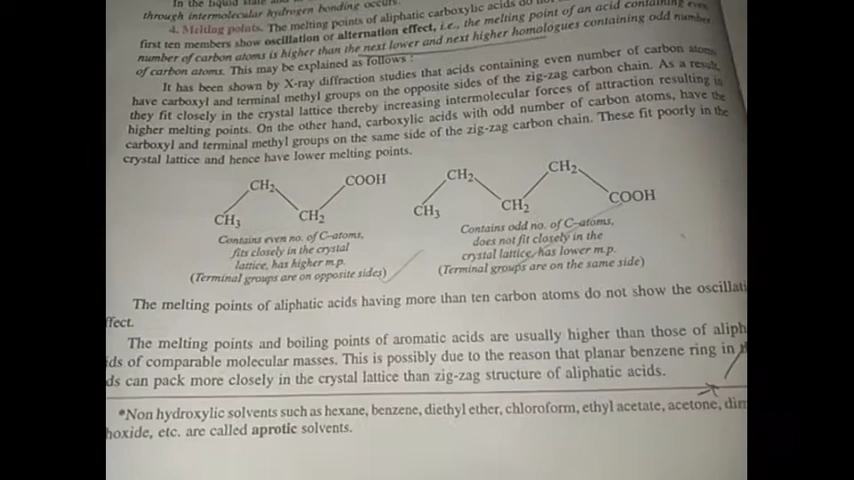 In the liquid state and in
through intermolecular hydrogen bonding occurs.
4. Melting points. The melting points of aliphatic carboxylic acids do not
first ten members show oscillation or alternation effect, i.e., the melting point of an acid containing even
number of carbon atoms is higher than the next lower and next higher homologues containing odd number
of carbon atoms. This may be explained as follows :
It has been shown by X-ray diffraction studies that acids containing even number of carbon atoms
have carboxyl and terminal methyl groups on the opposite sides of the zig-zag carbon chain. As a result,
they fit closely in the crystal lattice thereby increasing intermolecular forces of attraction resulting in
higher melting points. On the other hand, carboxylic acids with odd number of carbon atoms, have the
carboxyl and terminal methyl groups on the same side of the zig-zag carbon chain. These fit poorly in the
crystal lattice and hence have lower melting points.
CH₂ COOH
CH₃ CH₂
Contains even no. of C–atoms,
fits closely in the crystal
lattice, has higher m.p.
(Terminal groups are on opposite sides)
CH₂ CH₂
CH₃ CH₂ COOH
Contains odd no. of C–atoms,
does not fit closely in the
crystal lattice, has lower m.p.
(Terminal groups are on the same side)
The melting points of aliphatic acids having more than ten carbon atoms do not show the oscillati
ffect.
The melting points and boiling points of aromatic acids are usually higher than those of aliph
ids of comparable molecular masses. This is possibly due to the reason that planar benzene ring in
ds can pack more closely in the crystal lattice than zig-zag structure of aliphatic acids.
*Non hydroxylic solvents such as hexane, benzene, diethyl ether, chloroform, ethyl acetate, acetone, dim
hoxide, etc. are called aprotic solvents.